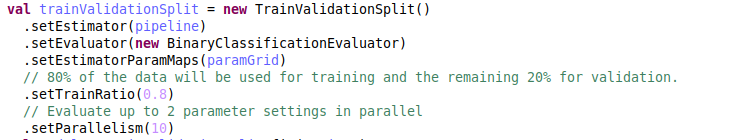 val trainValidationSplit = new TrainValidationSplit()
.setEstimator(pipeline)
.setEvaluator(new BinaryClassificationEvaluator)
.setEstimatorParamMaps(paramGrid)
// 80% of the data will be used for training and the remaining 20% for validation.
.setTrainRatio(0.8)
// Evaluate up to 2 parameter settings in parallel
.setParallelism(10)